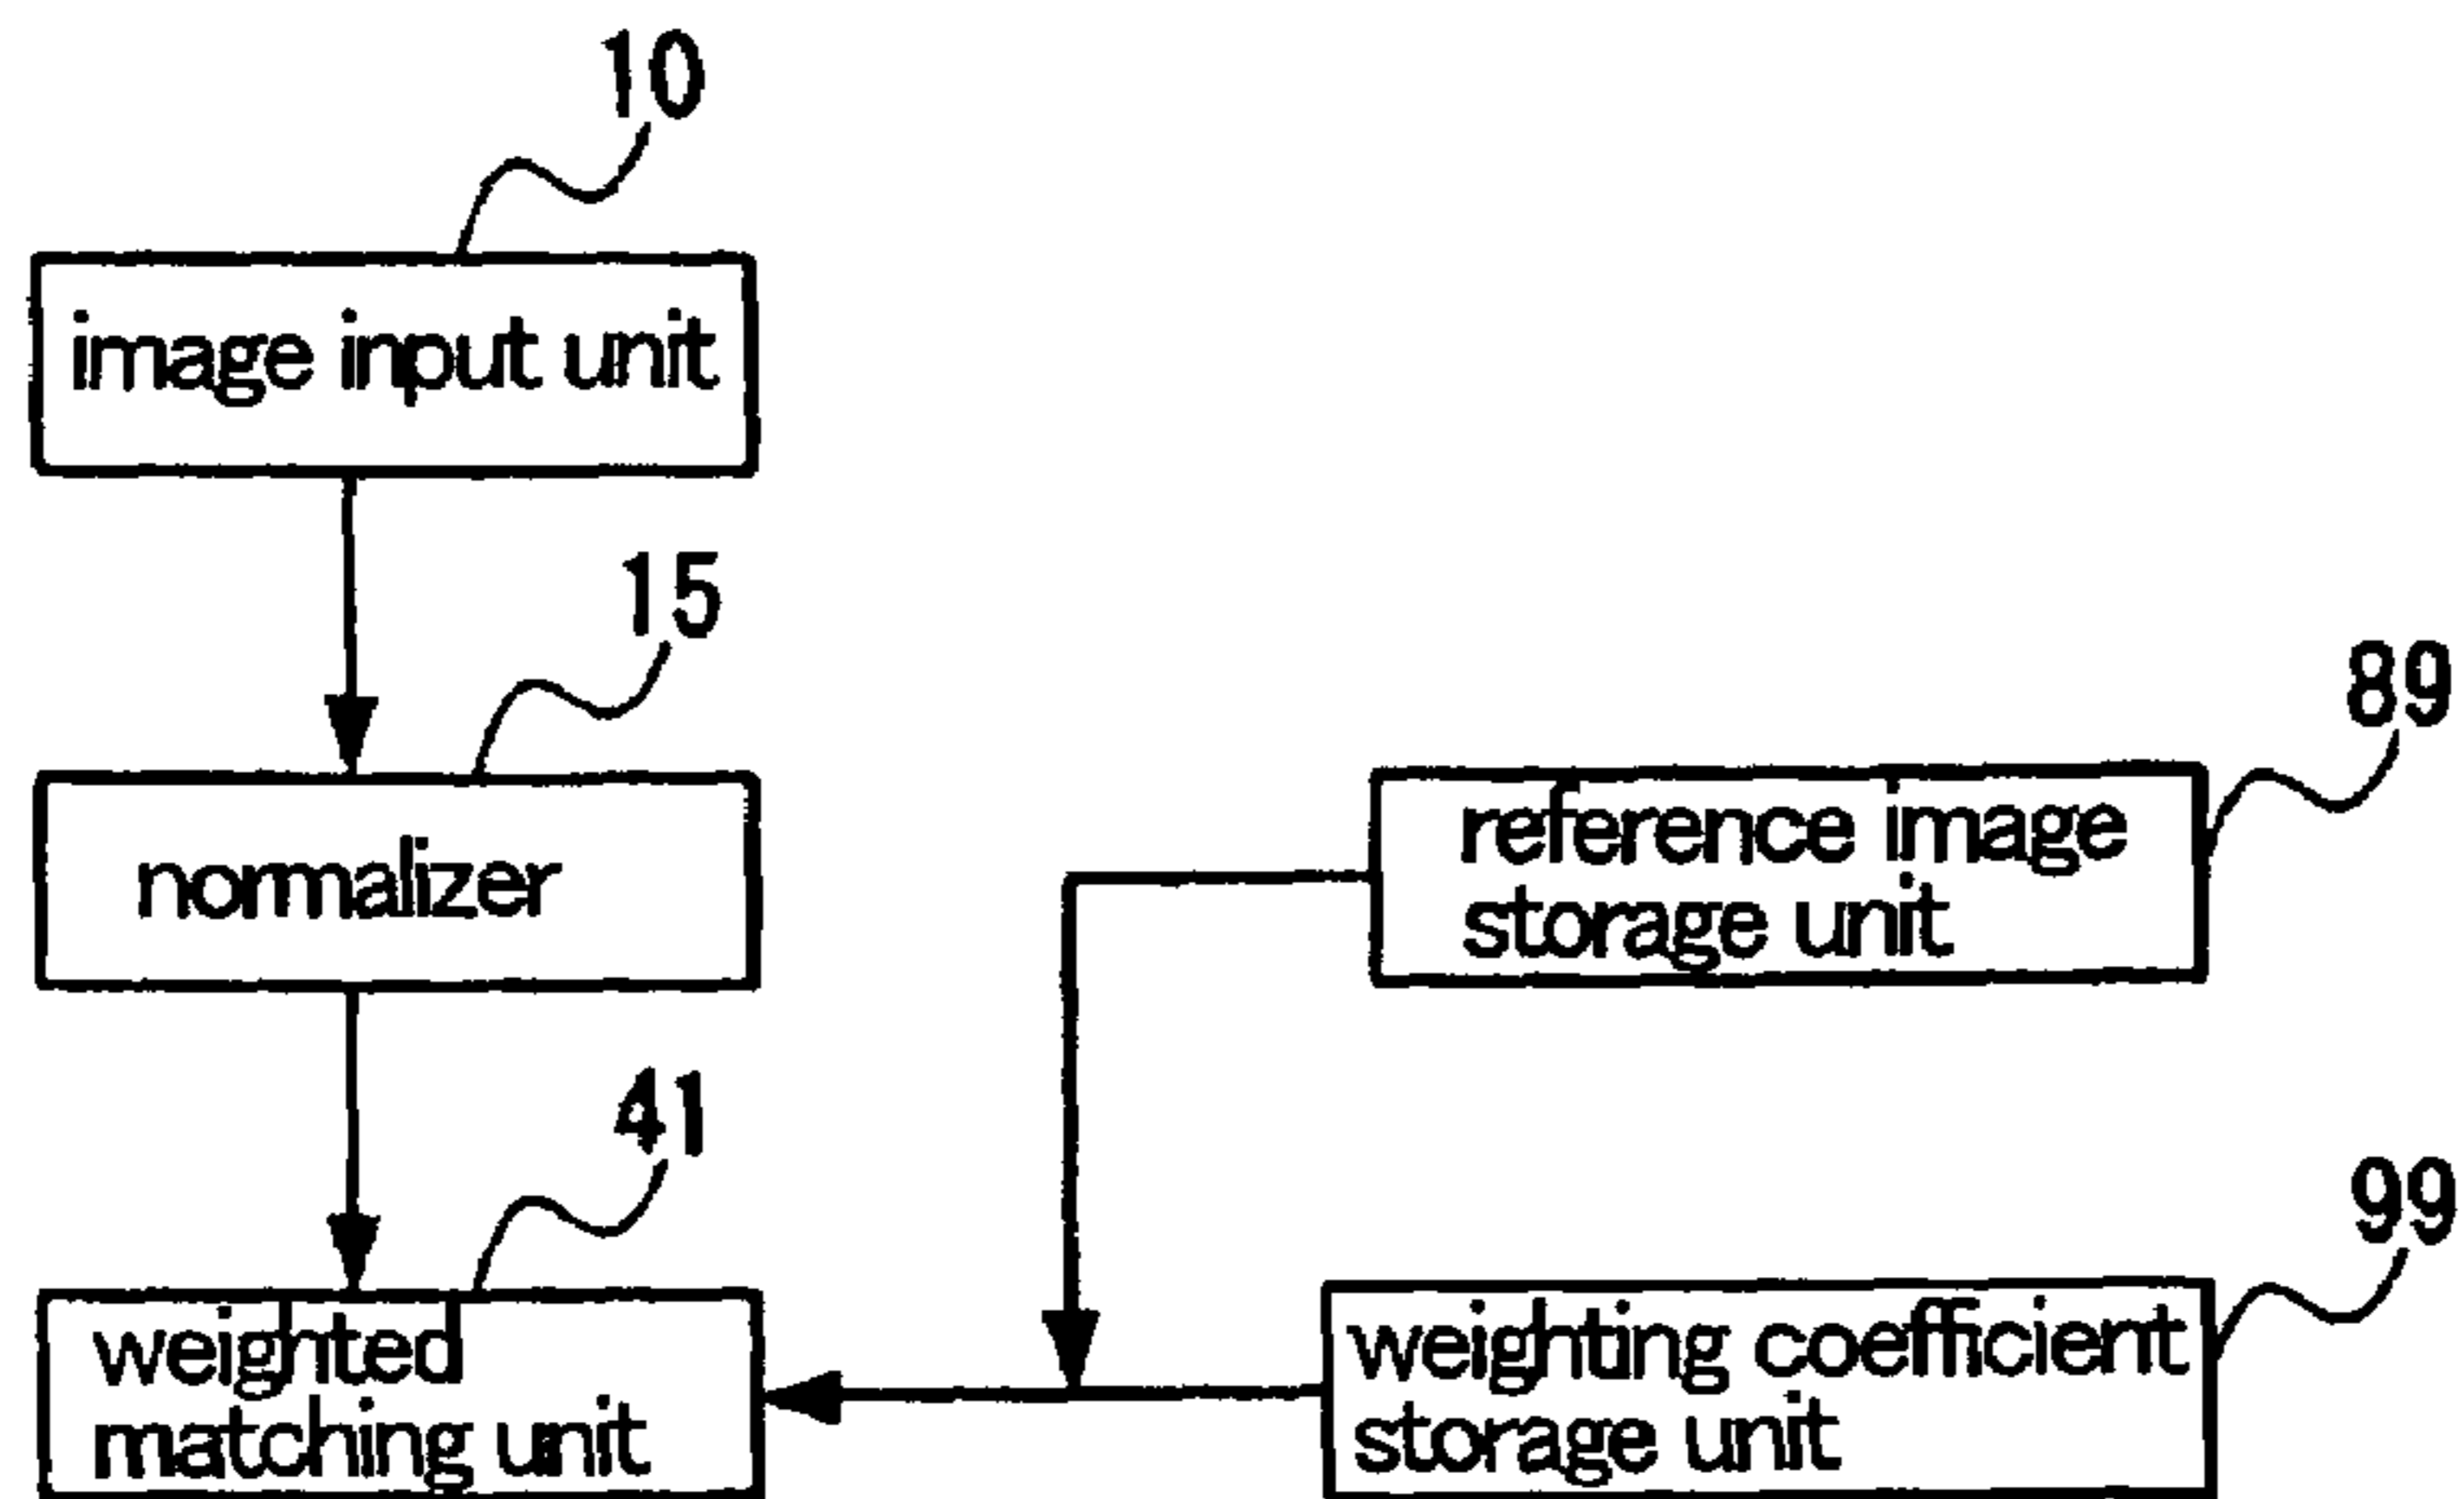 10
image input unit
15
normalizer
89
reference image
storage unit
41
weighted
matching unit
99
weighting coefficient
storage unit